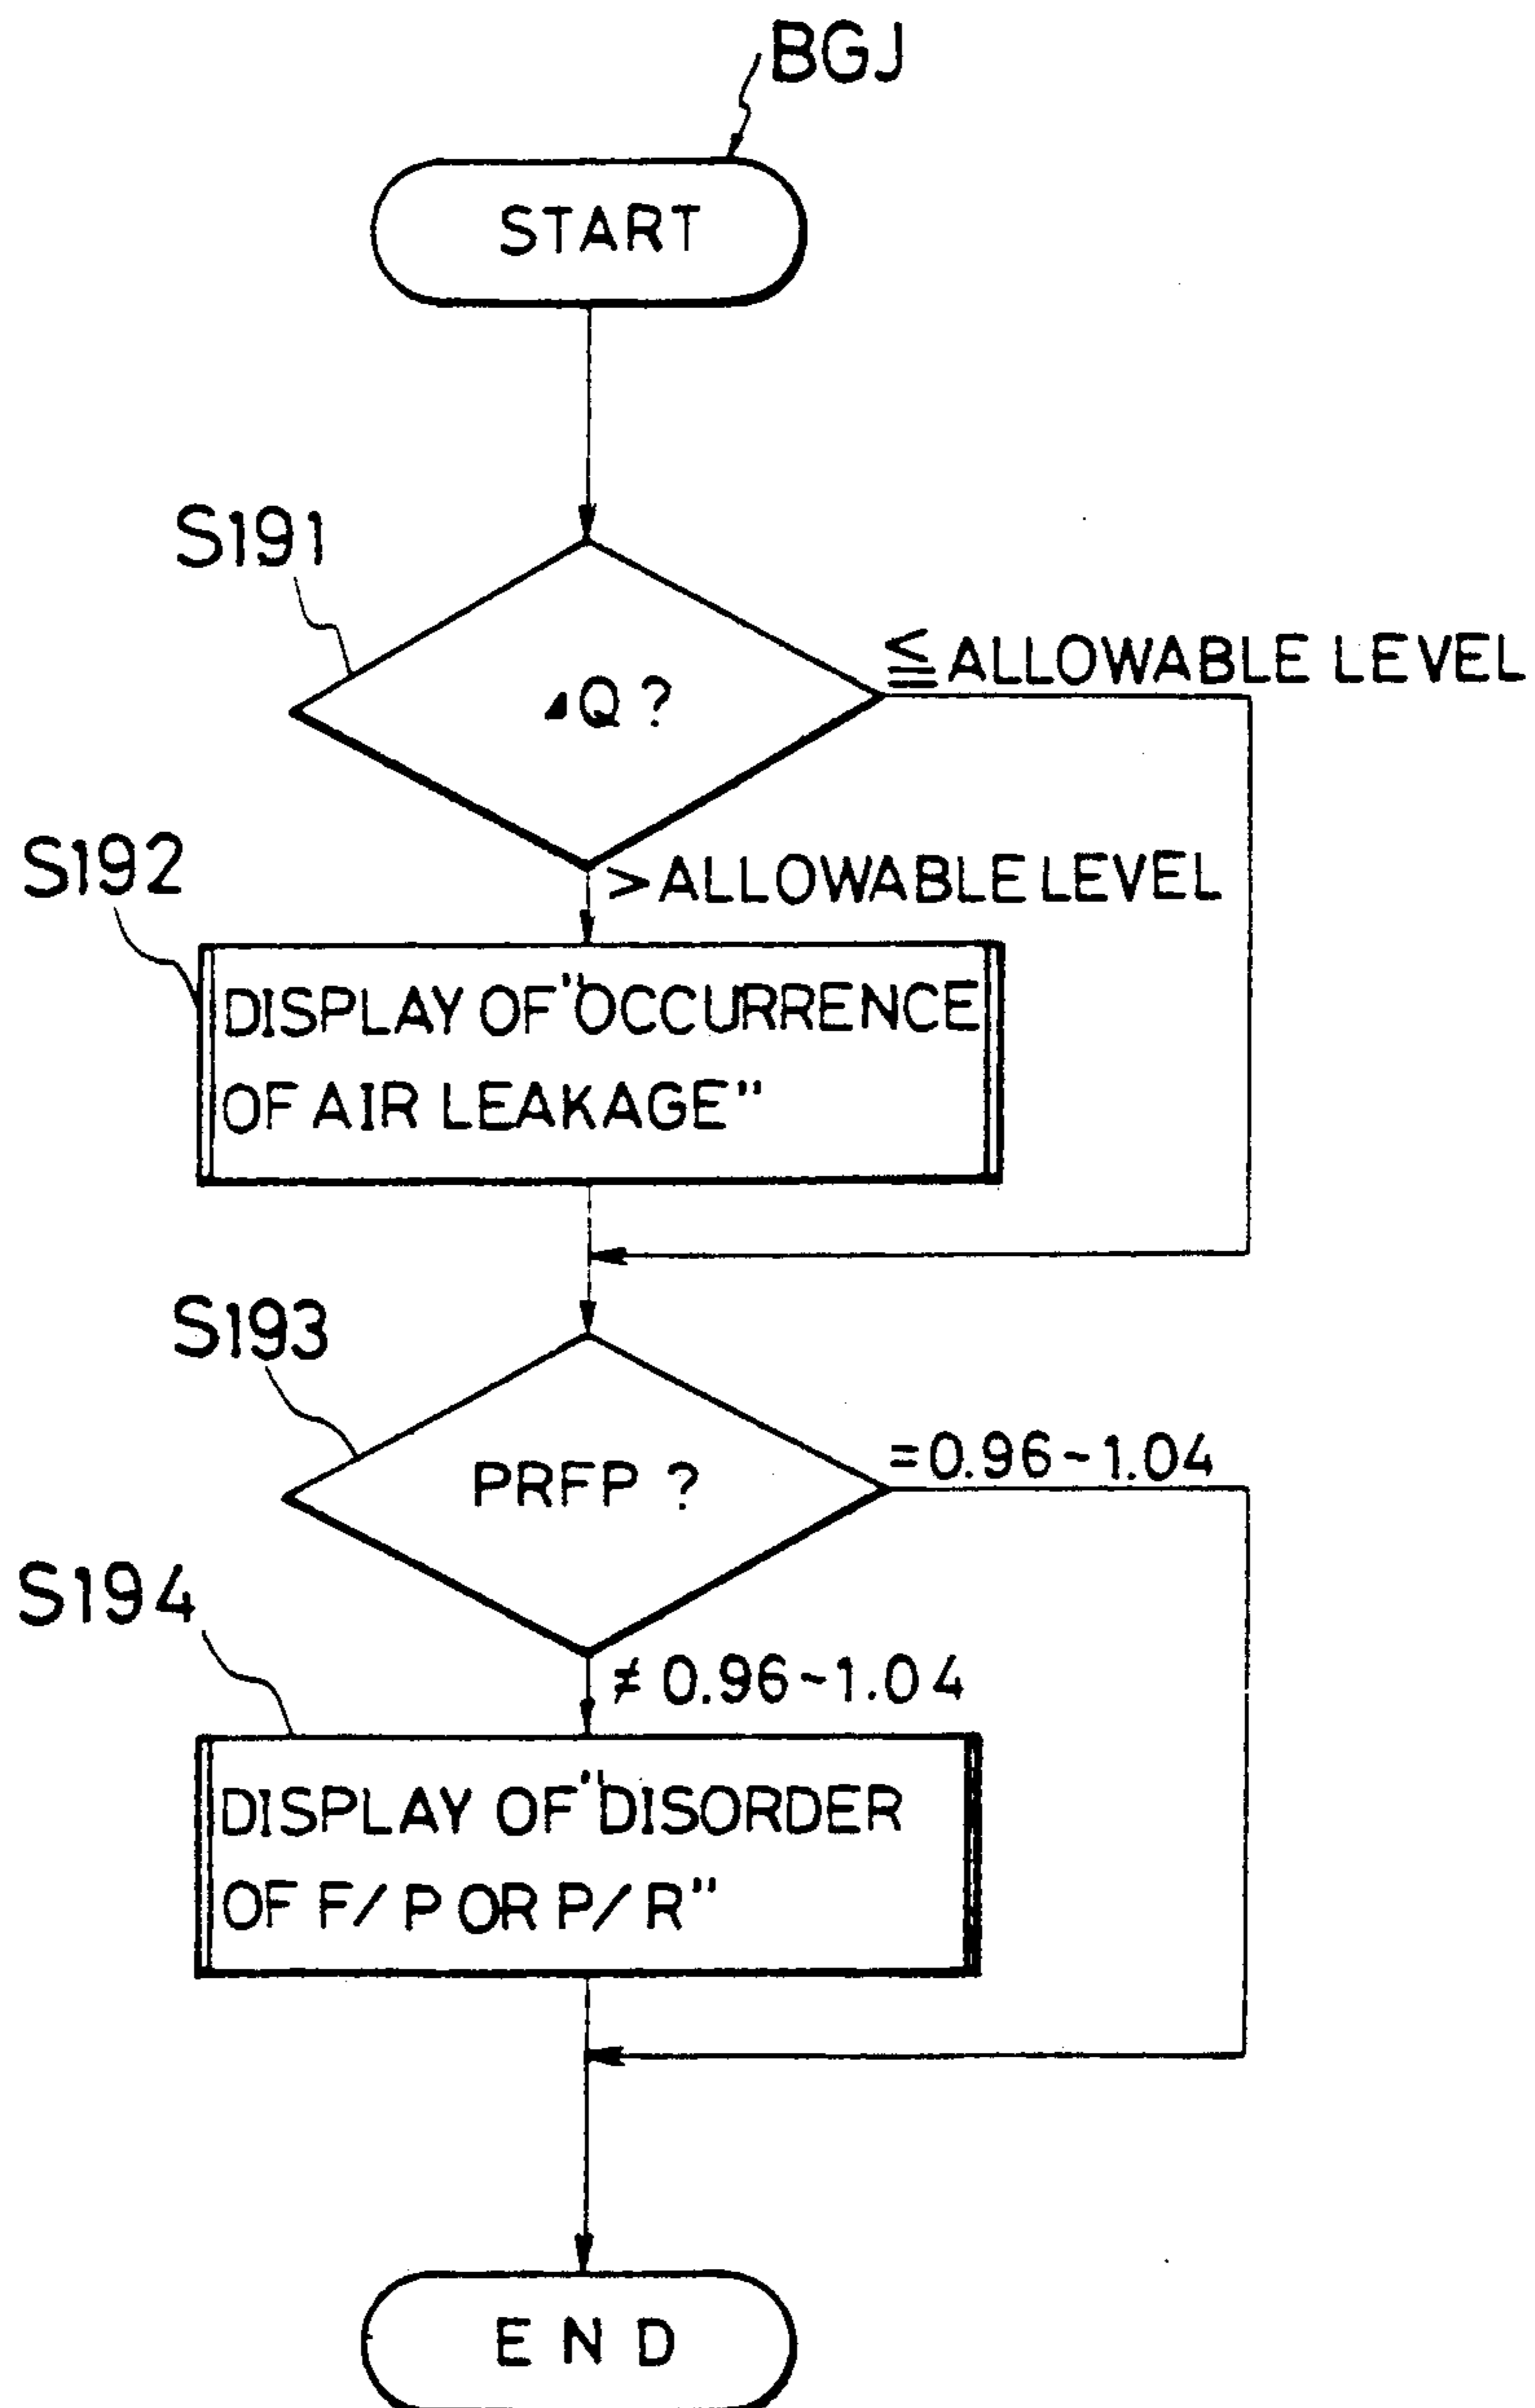 BGJ
START
S191
⊿Q?
≦ALLOWABLE LEVEL
>ALLOWABLE LEVEL
S192
DISPLAY OF "OCCURRENCE
OF AIR LEAKAGE"
S193
PRFP ?
=0.96~1.04
≠0.96~1.04
S194
DISPLAY OF "DISORDER
OF F/P OR P/R"
END